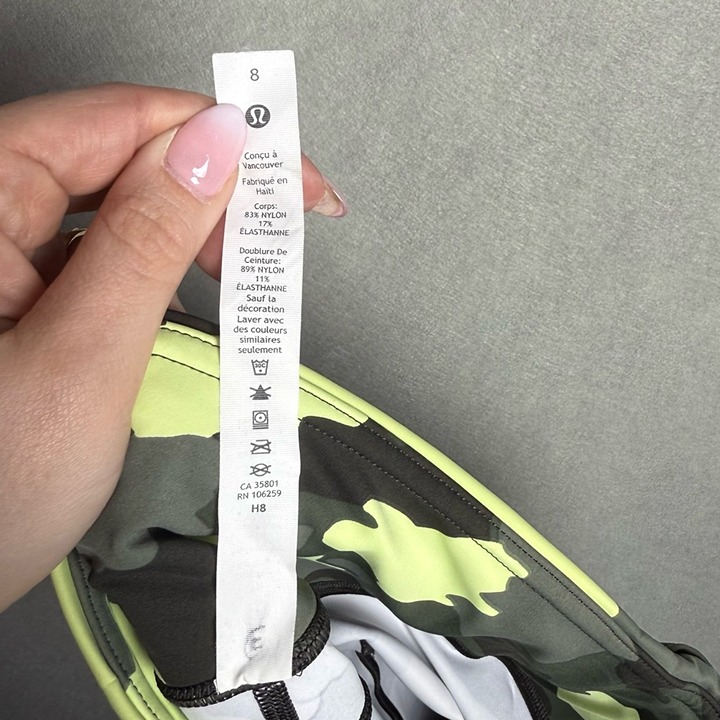 8
Conçu à
Vancouver
Fabriqué en
Haïti
Corps:
83% NYLON
17%
ÉLASTHANNE
Doublure De
Ceinture:
89% NYLON
11%
ÉLASTHANNE
Sauf la
décoration
Laver avec
des couleurs
similaires
seulement
30C
CA 35801
RN 106259
H8